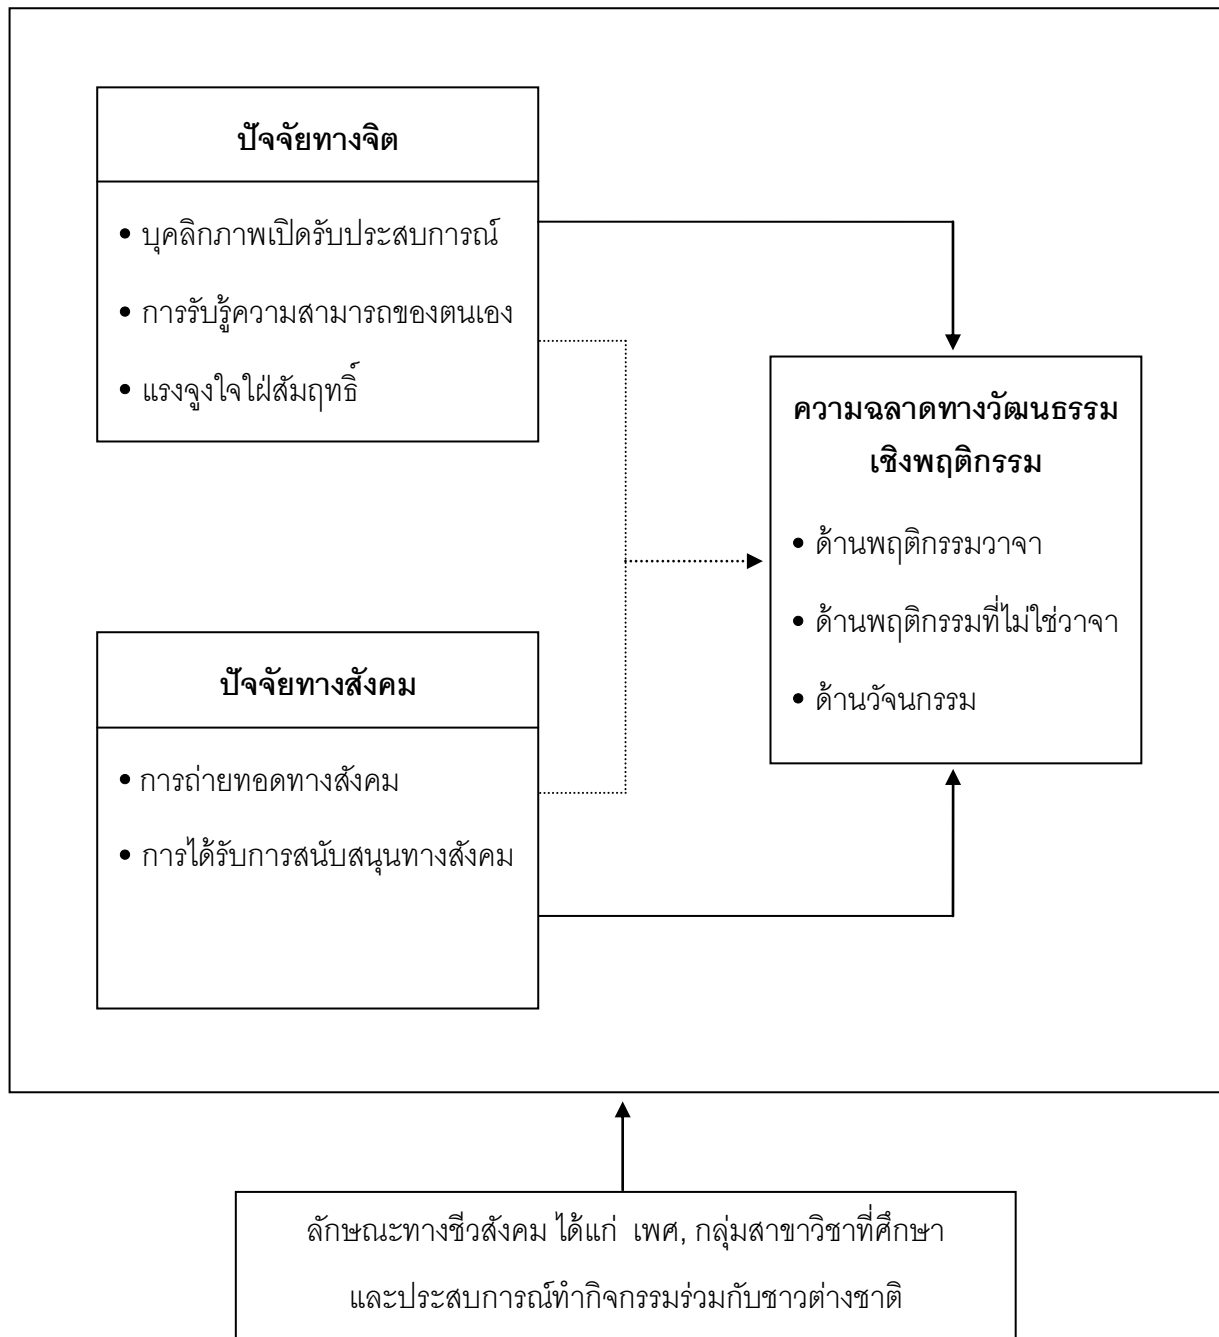 ปัจจัยทางจิต
• บุคลิกภาพเปิดรับประสบการณ์
• การรับรู้ความสามารถของตนเอง
• แรงจูงใจใฝ่สัมฤทธิ์
ความฉลาดทางวัฒนธรรม
เชิงพฤติกรรม
• ด้านพฤติกรรมวาจา
• ด้านพฤติกรรมที่ไม่ใช่วาจา
• ด้านวัจนกรรม
ปัจจัยทางสังคม
• การถ่ายทอดทางสังคม
• การได้รับการสนับสนุนทางสังคม
ลักษณะทางชีวสังคม ได้แก่ เพศ, กลุ่มสาขาวิชาที่ศึกษา
และประสบการณ์ทำกิจกรรมร่วมกับชาวต่างชาติ